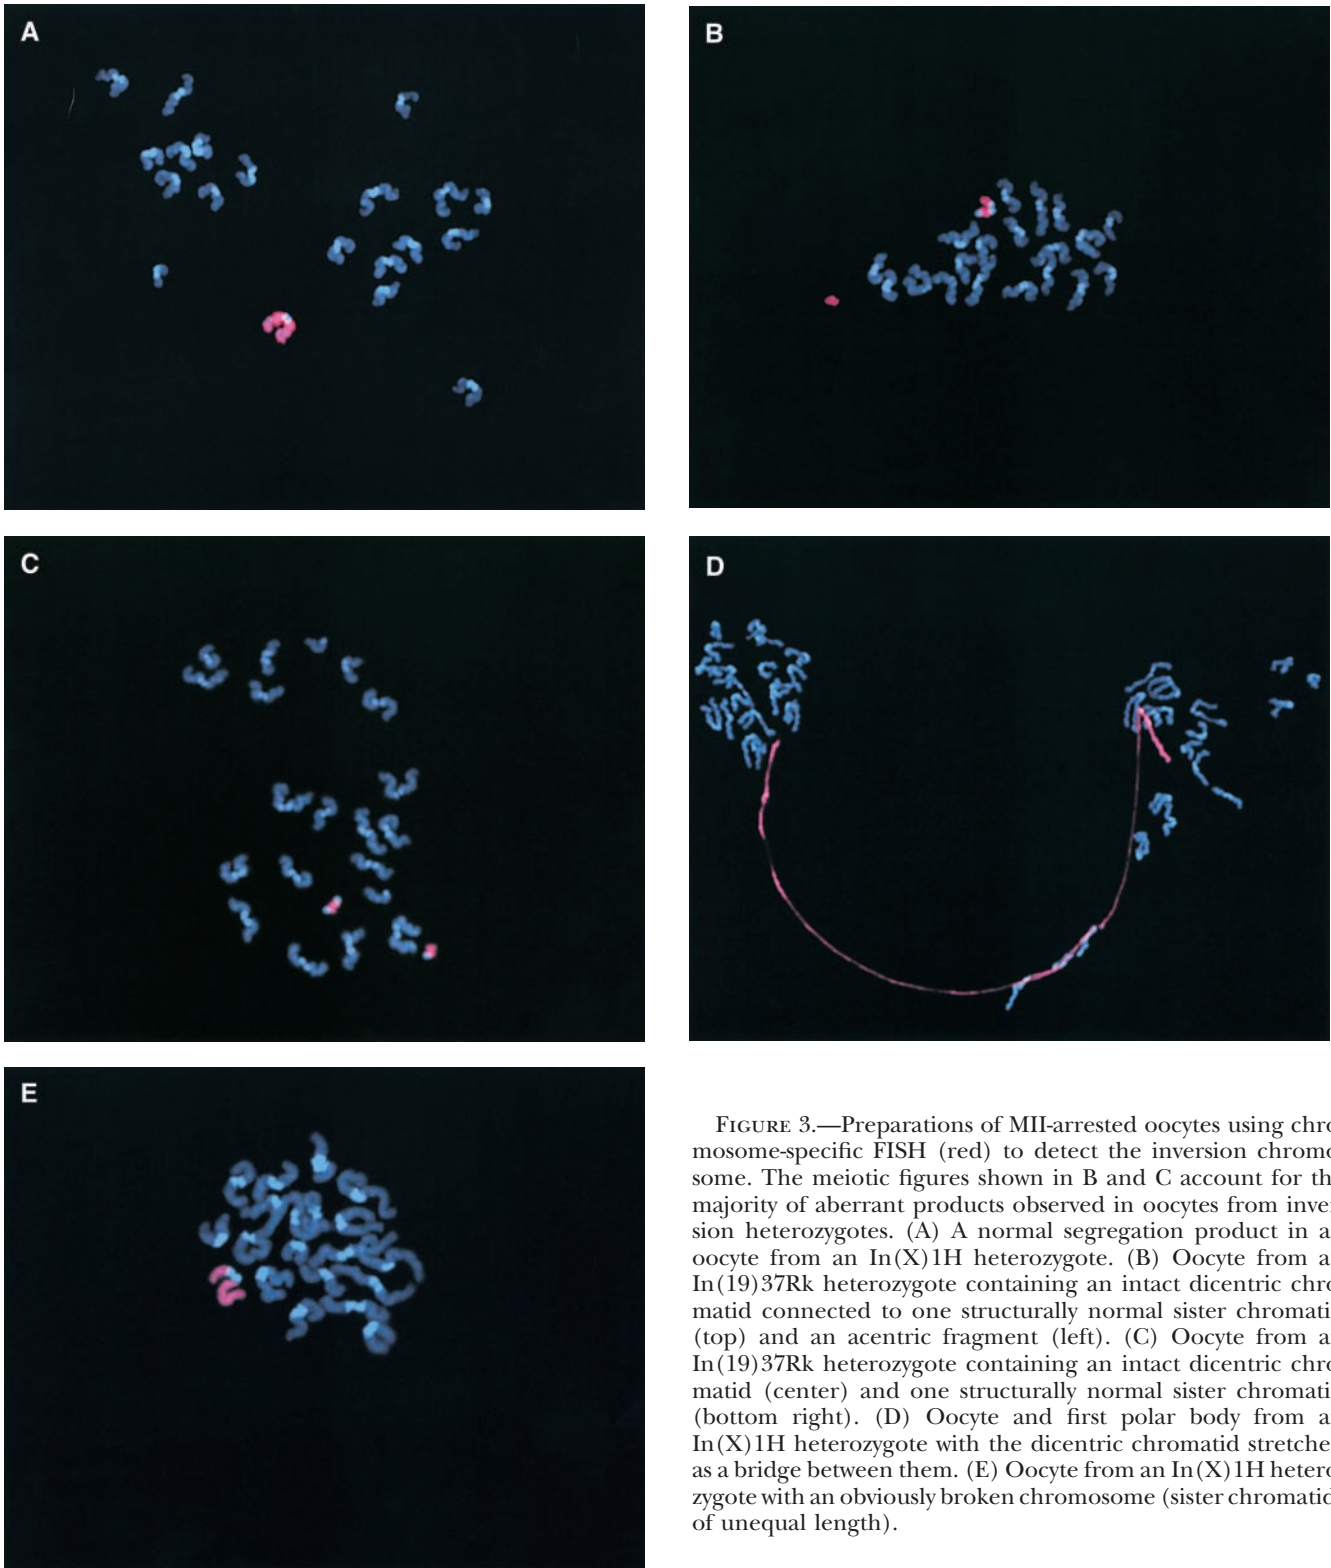 A
B
C
D
E
FIGURE 3.—Preparations of MII-arrested oocytes using chro
mosome-specific FISH (red) to detect the inversion chromo
some. The meiotic figures shown in B and C account for th
majority of aberrant products observed in oocytes from inver
sion heterozygotes. (A) A normal segregation product in a
oocyte from an In(X)1H heterozygote. (B) Oocyte from a
In(19)37Rk heterozygote containing an intact dicentric chro
matid connected to one structurally normal sister chromati
(top) and an acentric fragment (left). (C) Oocyte from a
In(19)37Rk heterozygote containing an intact dicentric chro
matid (center) and one structurally normal sister chromati
(bottom right). (D) Oocyte and first polar body from a
In(X)1H heterozygote with the dicentric chromatid stretche
as a bridge between them. (E) Oocyte from an In(X)1H hetero
zygote with an obviously broken chromosome (sister chromatid
of unequal length).